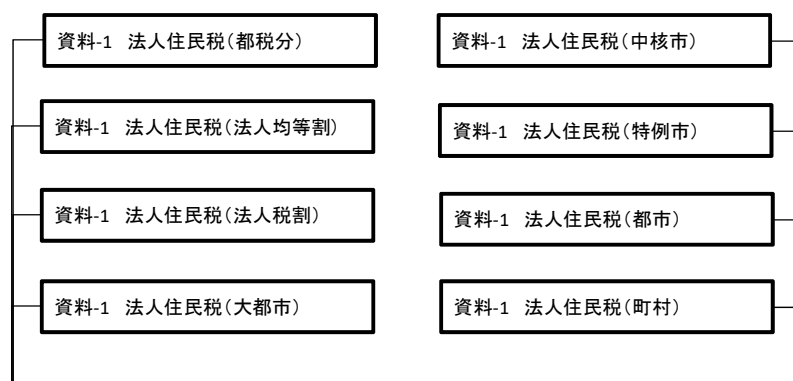 資料-1 法人住民税(都税分)
資料-1 法人住民税(法人均等割)
資料-1 法人住民税(法人税割)
資料-1 法人住民税(大都市)
資料-1 法人住民税(中核市)
資料-1 法人住民税(特例市)
資料-1 法人住民税(都市)
資料-1 法人住民税(町村)